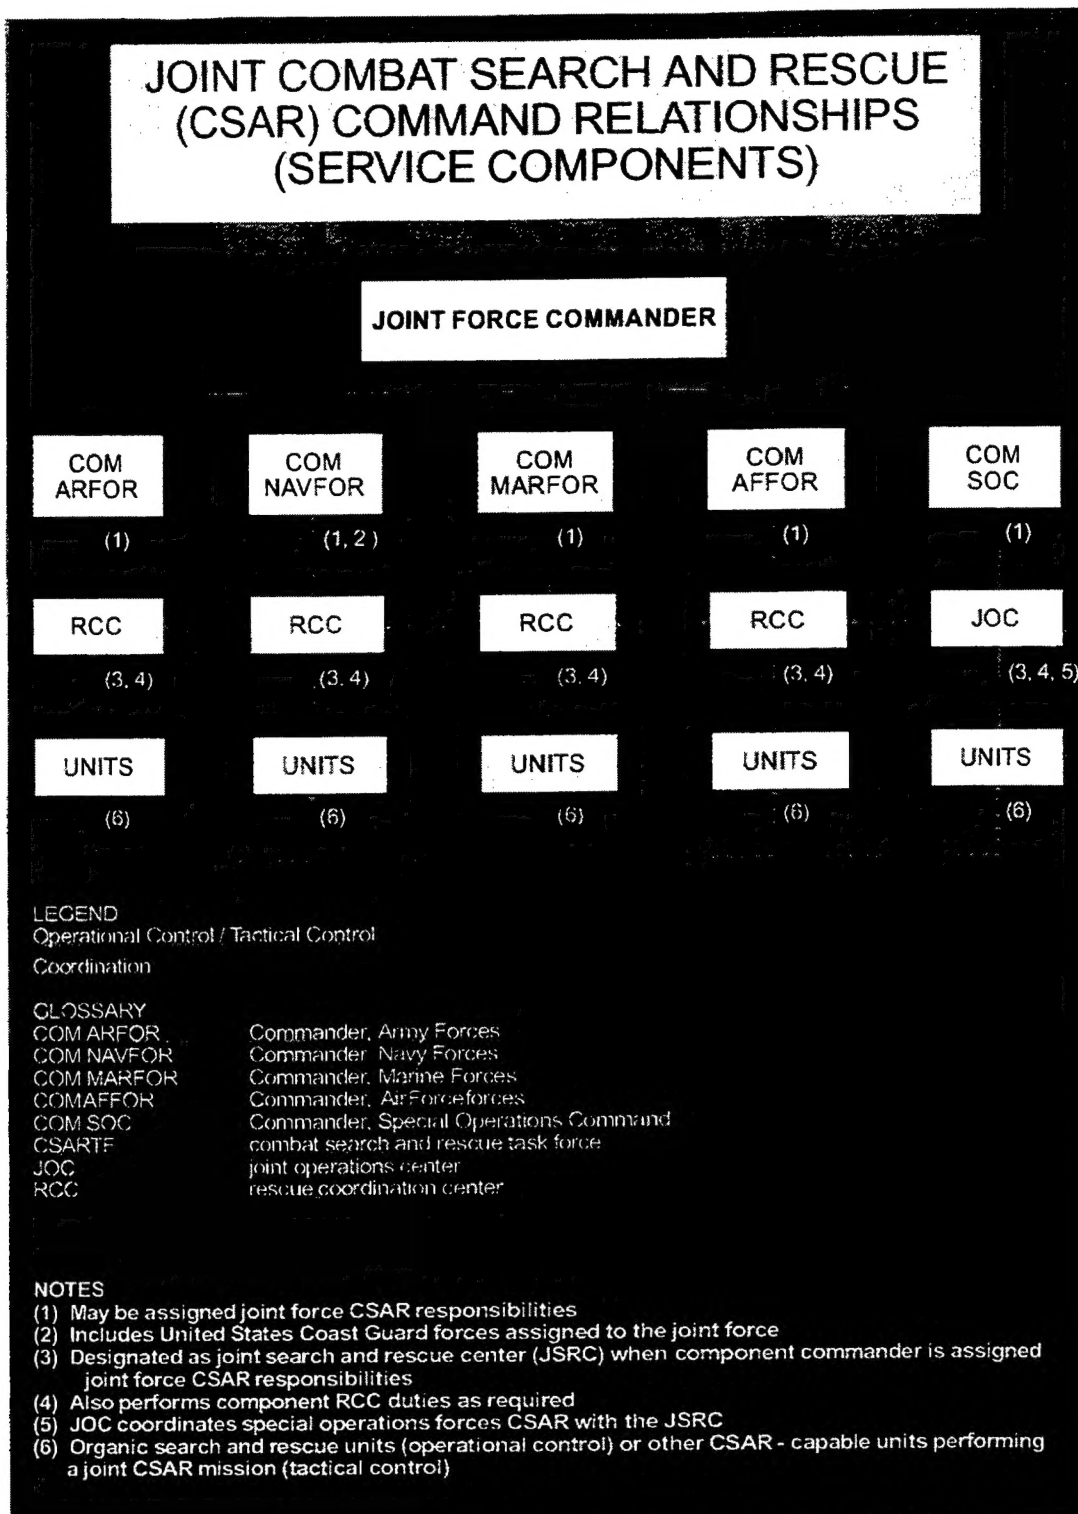 JOINT COMBAT SEARCH AND RESCUE
(CSAR) COMMAND RELATIONSHIPS
(SERVICE COMPONENTS)
JOINT FORCE COMMANDER
COM ARFOR
COM NAVFOR
COM MARFOR
COM AFFOR
COM SOC
(1)
(1, 2 )
(1)
(1)
(1)
RCC
RCC
RCC
RCC
JOC
(3, 4)
(3, 4)
(3, 4)
(3, 4)
(3, 4, 5)
UNITS
UNITS
UNITS
UNITS
UNITS
(6)
(6)
(6)
(6)
(6)
LEGEND
Operational Control / Tactical Control
Coordination
GLOSSARY
COM ARFOR Commander, Army Forces
COM NAVFOR Commander Navy Forces
COM MARFOR Commander, Marine Forces
COMAFFOR Commander, AirForceforces
COM SOC Commander, Special Operations Command
CSARTF combat search and rescue task force
JOC joint operations center
RCC rescue coordination center
NOTES
(1) May be assigned joint force CSAR responsibilities
(2) Includes United States Coast Guard forces assigned to the joint force
(3) Designated as joint search and rescue center (JSRC) when component commander is assigned
joint force CSAR responsibilities
(4) Also performs component RCC duties as required
(5) JOC coordinates special operations forces CSAR with the JSRC
(6) Organic search and rescue units (operational control) or other CSAR - capable units performing
a joint CSAR mission (tactical control)